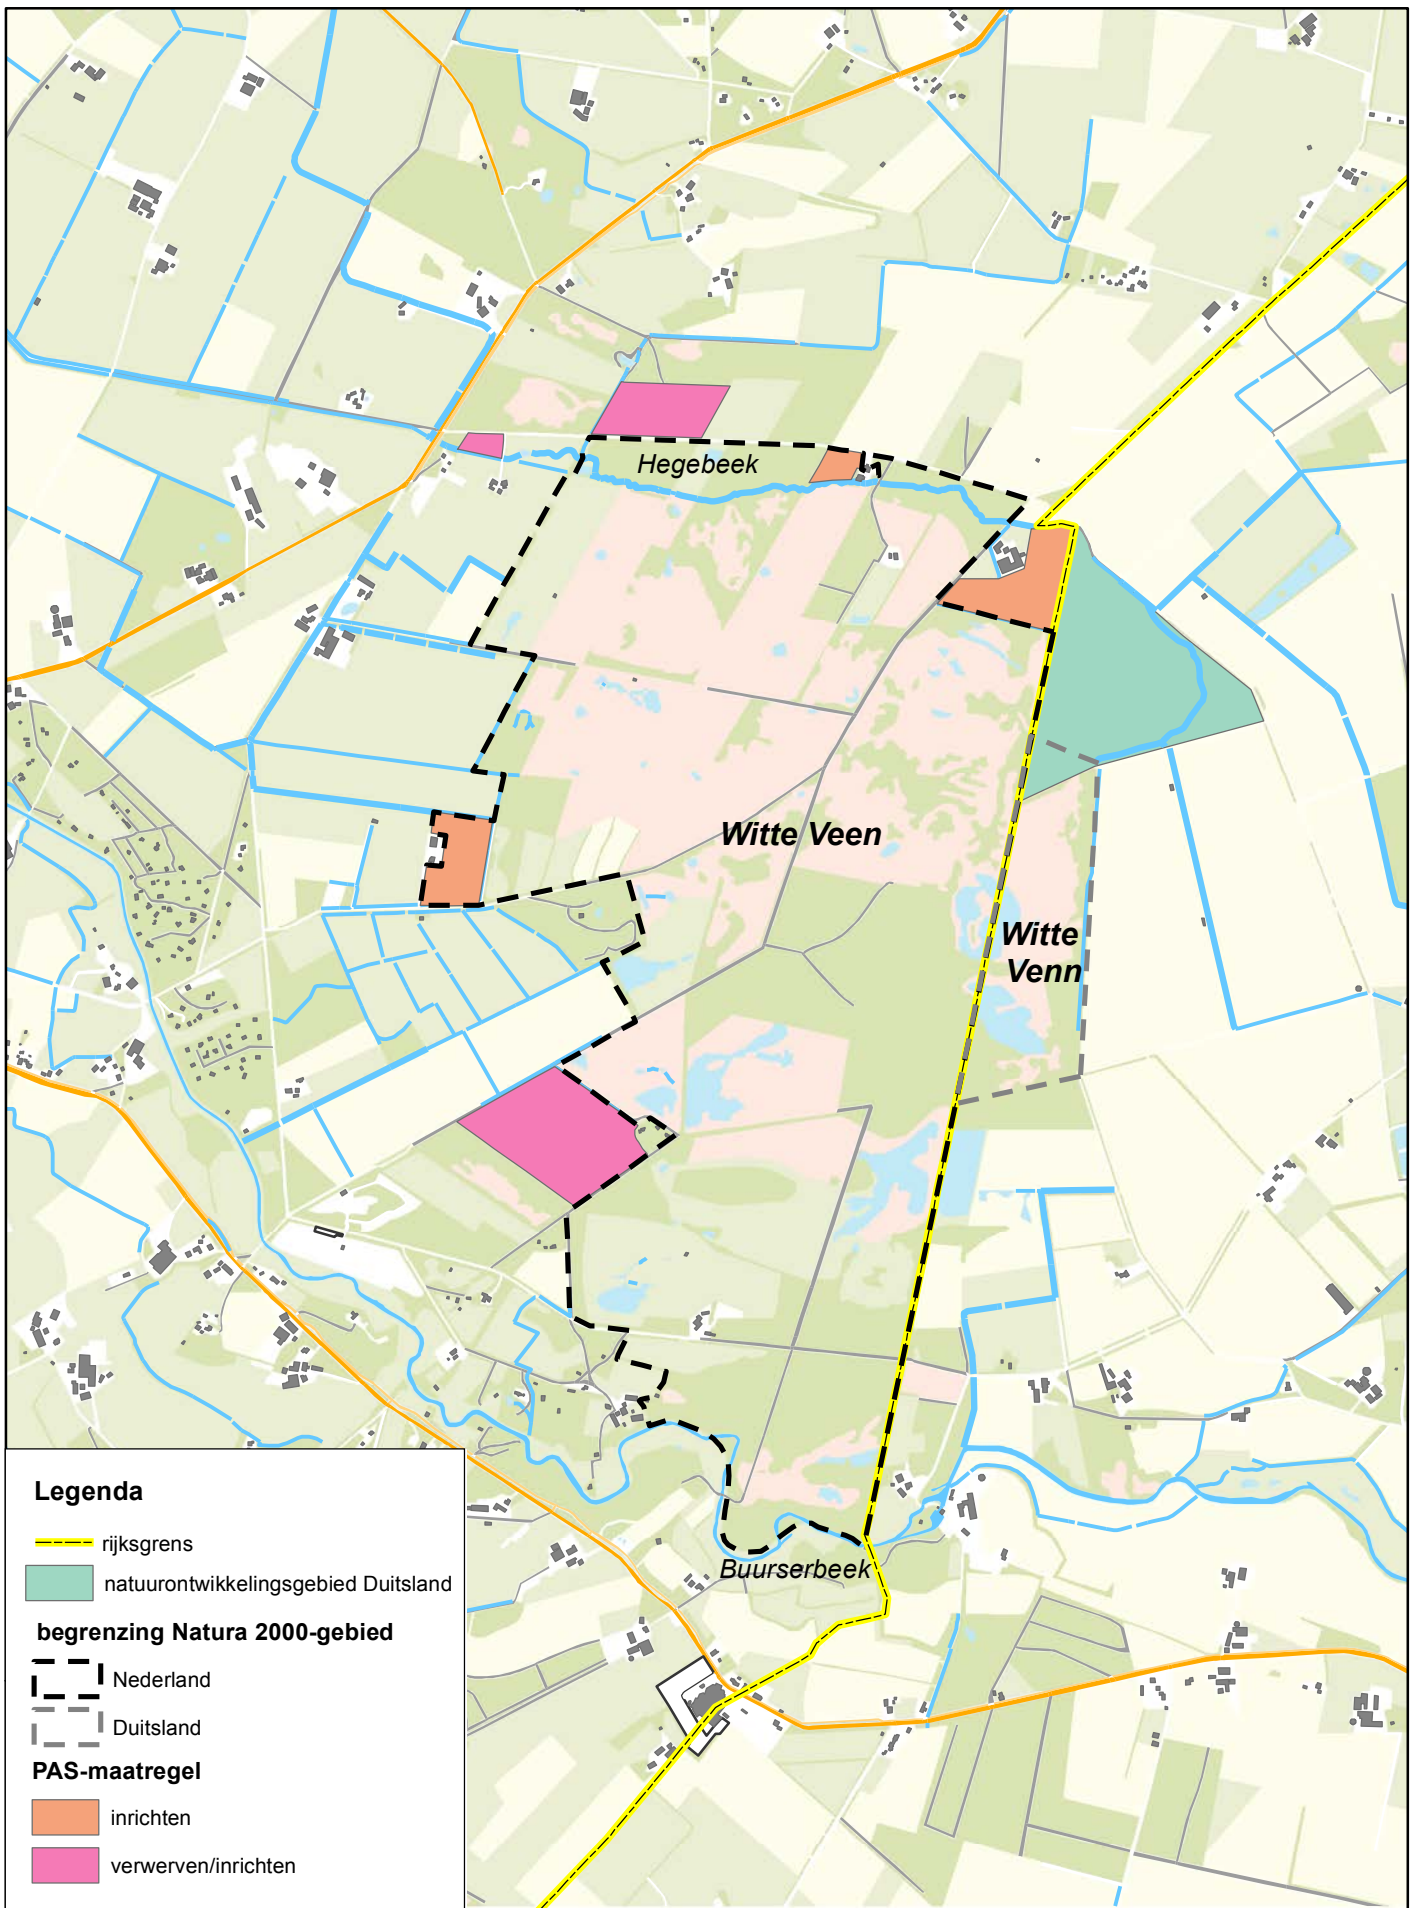 Hegebeek
Witte Veen
Witte
Venn
Buurserbeek
Legenda
rijksgrens
natuurontwikkelingsgebied Duitsland
begrenzing Natura 2000-gebied
Nederland
Duitsland
PAS-maatregel
inrichten
verwerven/inrichten